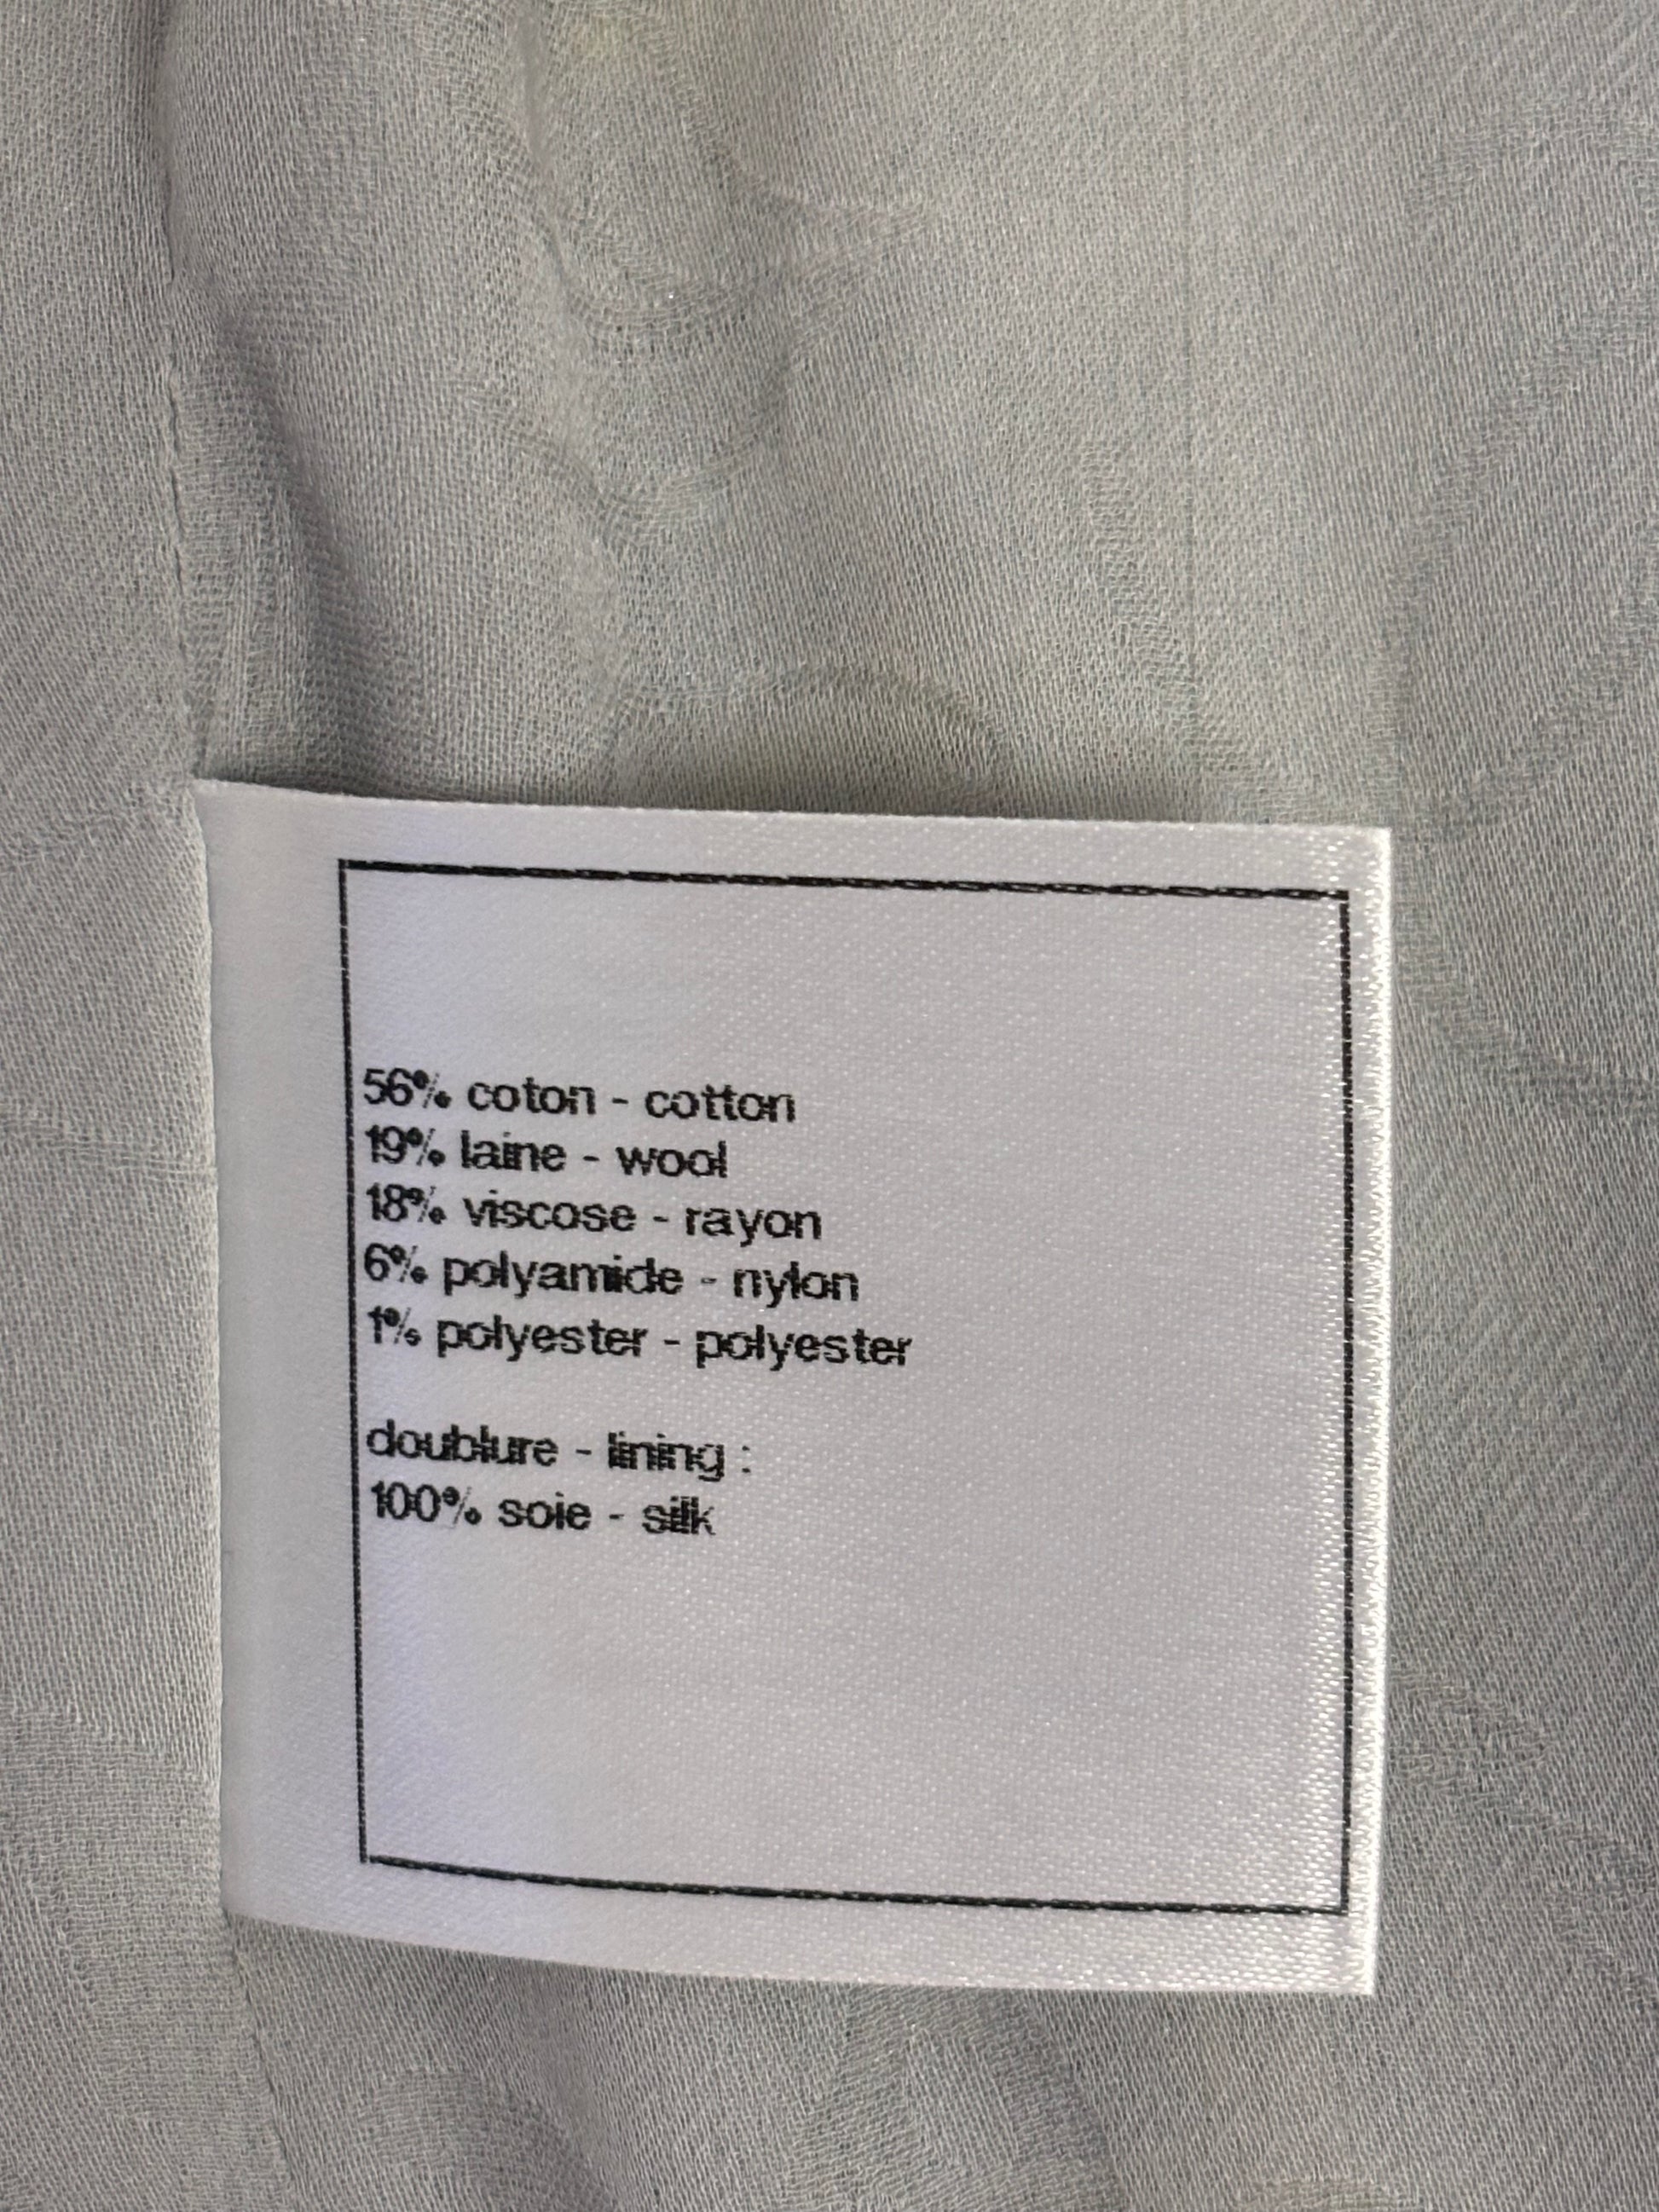 56% coton - cotton
19% laine - wool
18% viscose - rayon
6% polyamide - nylon
1% polyester - polyester
doublure - lining :
100% soie - silk